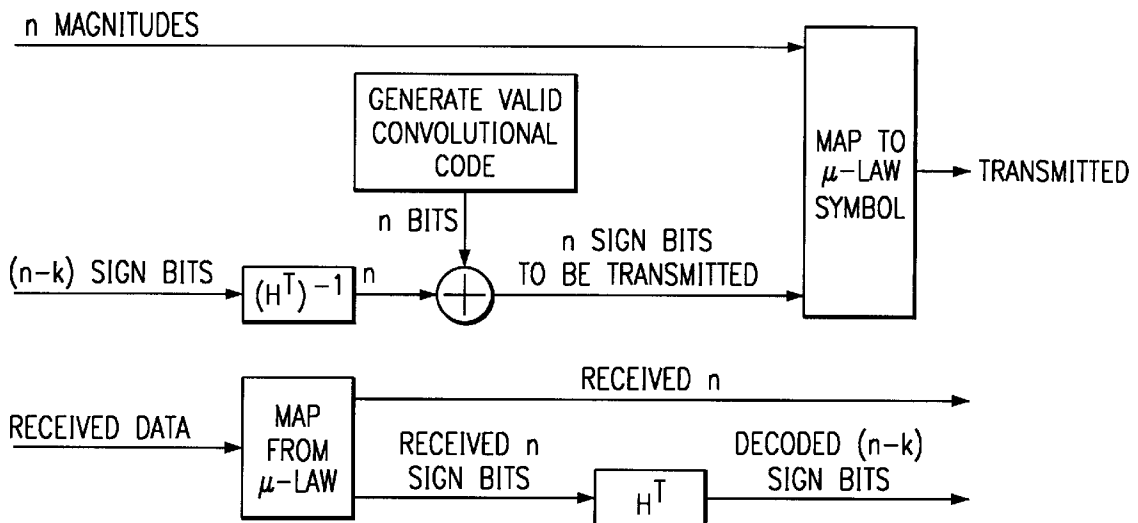 n MAGNITUDES
GENERATE VALID
CONVOLUTIONAL
CODE
MAP TO
μ-LAW
SYMBOL
TRANSMITTED
n BITS
(n-k) SIGN BITS
(H^T)^-1
n
n SIGN BITS
TO BE TRANSMITTED
RECEIVED DATA
MAP
FROM
μ-LAW
RECEIVED n
RECEIVED n
SIGN BITS
H^T
DECODED (n-k)
SIGN BITS